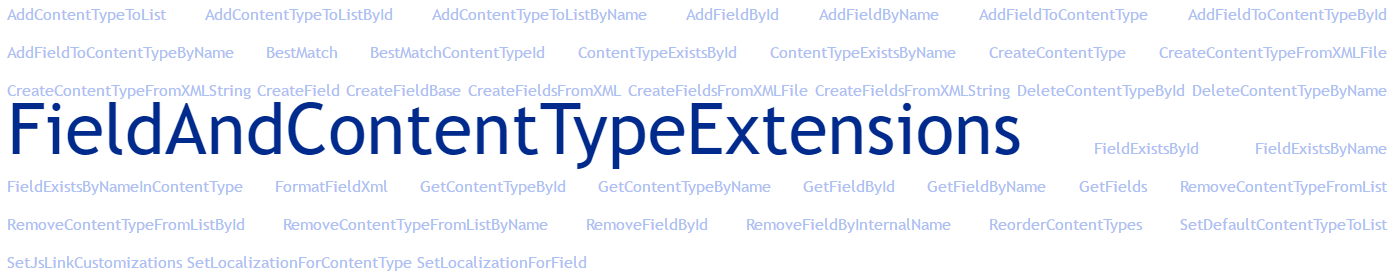 AddContentTypeToList AddContentTypeToListById AddContentTypeToListByName AddFieldById AddFieldByName AddFieldToContentType AddFieldToContentTypeById
AddFieldToContentTypeByName BestMatch BestMatchContentTypeId ContentTypeExistsById ContentTypeExistsByName CreateContentType CreateContentTypeFromXMLFile
CreateContentTypeFromXMLString CreateField CreateFieldBase CreateFieldsFromXML CreateFieldsFromXMLFile CreateFieldsFromXMLString DeleteContentTypeById DeleteContentTypeByName
FieldAndContentTypeExtensions FieldExistsById FieldExistsByName
FieldExistsByNameInContentType FormatFieldXml GetContentTypeById GetContentTypeByName GetFieldById GetFieldByName GetFields RemoveContentTypeFromList
RemoveContentTypeFromListById RemoveContentTypeFromListByName RemoveFieldById RemoveFieldByInternalName ReorderContentTypes SetDefaultContentTypeToList
SetJsLinkCustomizations SetLocalizationForContentType SetLocalizationForField